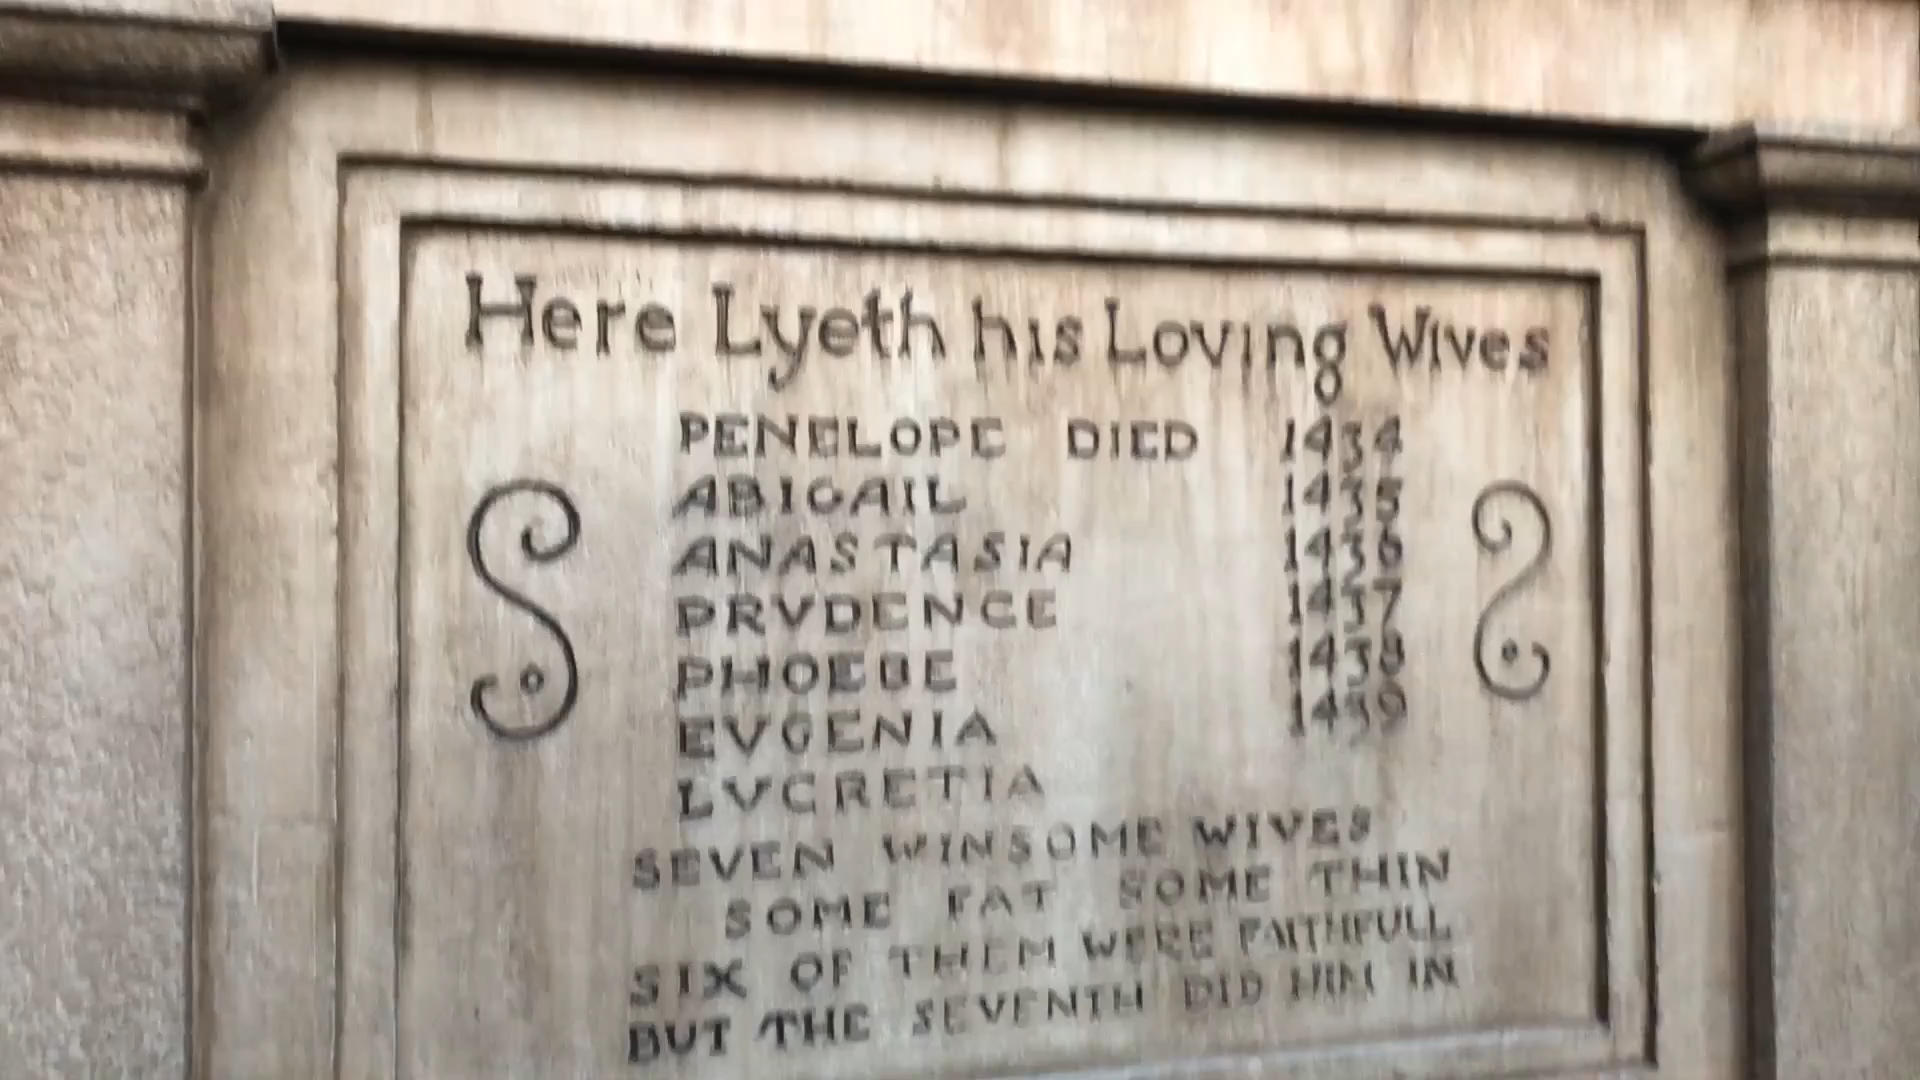 Here Lyeth his Loving Wives
PENELOPE DIED 1434
ABIGAIL 1435
ANASTASIA 1436
PRVDENCE 1437
PHOEBE 1438
EVGENIA 1439
LVCRETIA
SEVEN WINSOME WIVES
SOME FAT SOME THIN
SIX OF THEM WERE FAITHFULL
BUT THE SEVENTH DID HIM IN